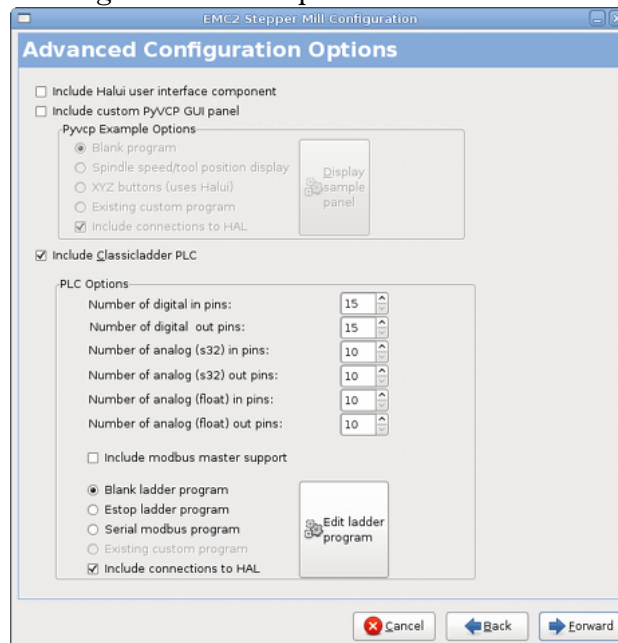 EMC2 Stepper Mill Configuration
Advanced Configuration Options
Include Halui user interface component
Include custom PyVCP GUI panel
Pyvcp Example Options
Blank program
Spindle speed/tool position display
XYZ buttons (uses Halui)
Existing custom program
Include connections to HAL
Display
sample
panel
Include Classicladder PLC
PLC Options
Number of digital in pins: 15
Number of digital out pins: 15
Number of analog (s32) in pins: 10
Number of analog (s32) out pins: 10
Number of analog (float) in pins: 10
Number of analog (float) out pins: 10
Include modbus master support
Blank ladder program
Estop ladder program
Serial modbus program
Existing custom program
Include connections to HAL
Edit ladder
program
Cancel Back Forward